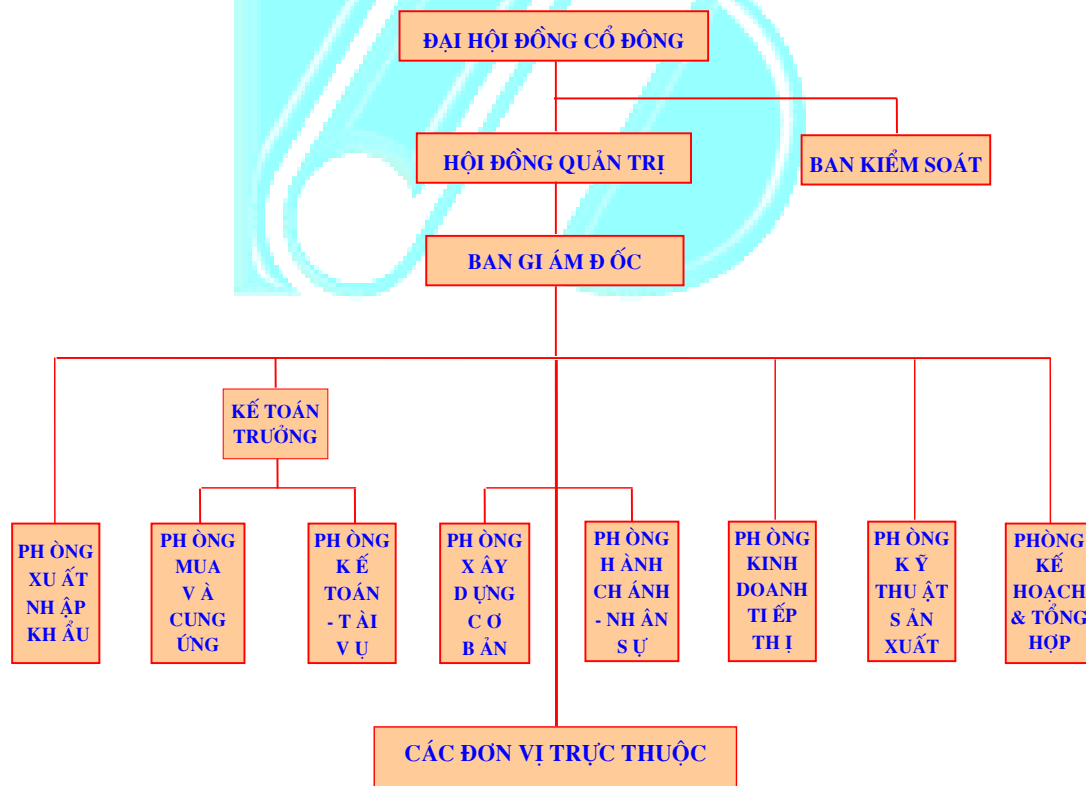 ĐẠI HỘI ĐỒNG CỔ ĐÔNG
HỘI ĐỒNG QUẢN TRỊ
BAN KIỂM SOÁT
BAN GI ÁM Đ ỐC
KẾ TOÁN
TRƯỞNG
PH ÒNG
XU ẤT
NH ẬP
KH ẨU
PH ÒNG
MUA
V À
CUNG
ỨNG
PH ÒNG
K Ế
TOÁN
- T ÀI
V Ụ
PH ÒNG
X ÂY
D ỰNG
C Ơ
B ẢN
PH ÒNG
H ÀNH
CH ÁNH
- NH ÂN
S Ự
PH ÒNG
KINH
DOANH
TI ẾP
TH Ị
PH ÒNG
K Ỹ
THU ẬT
S ẢN
XUẤT
PHÒNG
KẾ
HOẠCH
& TỔNG
HỢP
CÁC ĐƠN VỊ TRỰC THUỘC